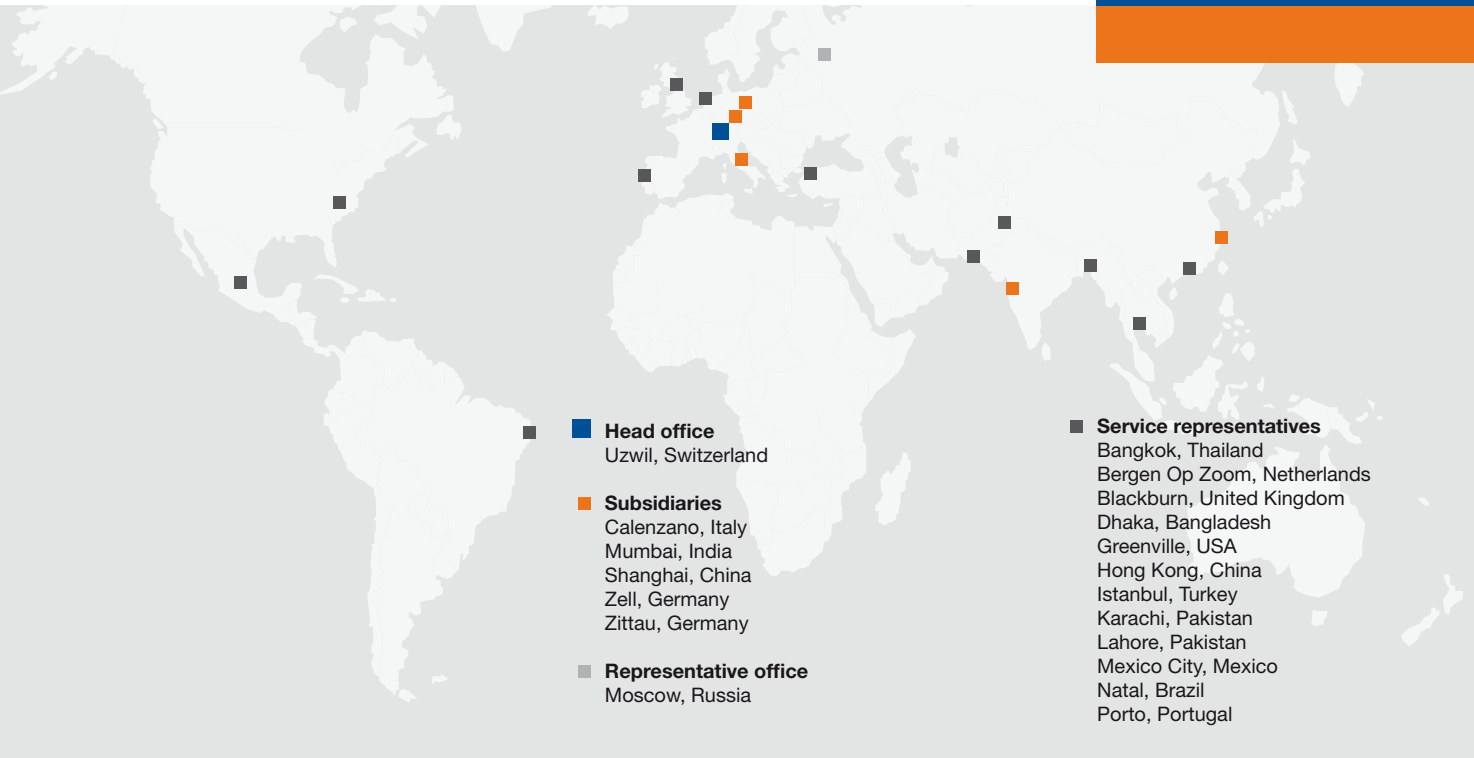 Head office
Uzwil, Switzerland
Subsidiaries
Calenzano, Italy
Mumbai, India
Shanghai, China
Zell, Germany
Zittau, Germany
Representative office
Moscow, Russia
Service representatives
Bangkok, Thailand
Bergen Op Zoom, Netherlands
Blackburn, United Kingdom
Dhaka, Bangladesh
Greenville, USA
Hong Kong, China
Istanbul, Turkey
Karachi, Pakistan
Lahore, Pakistan
Mexico City, Mexico
Natal, Brazil
Porto, Portugal